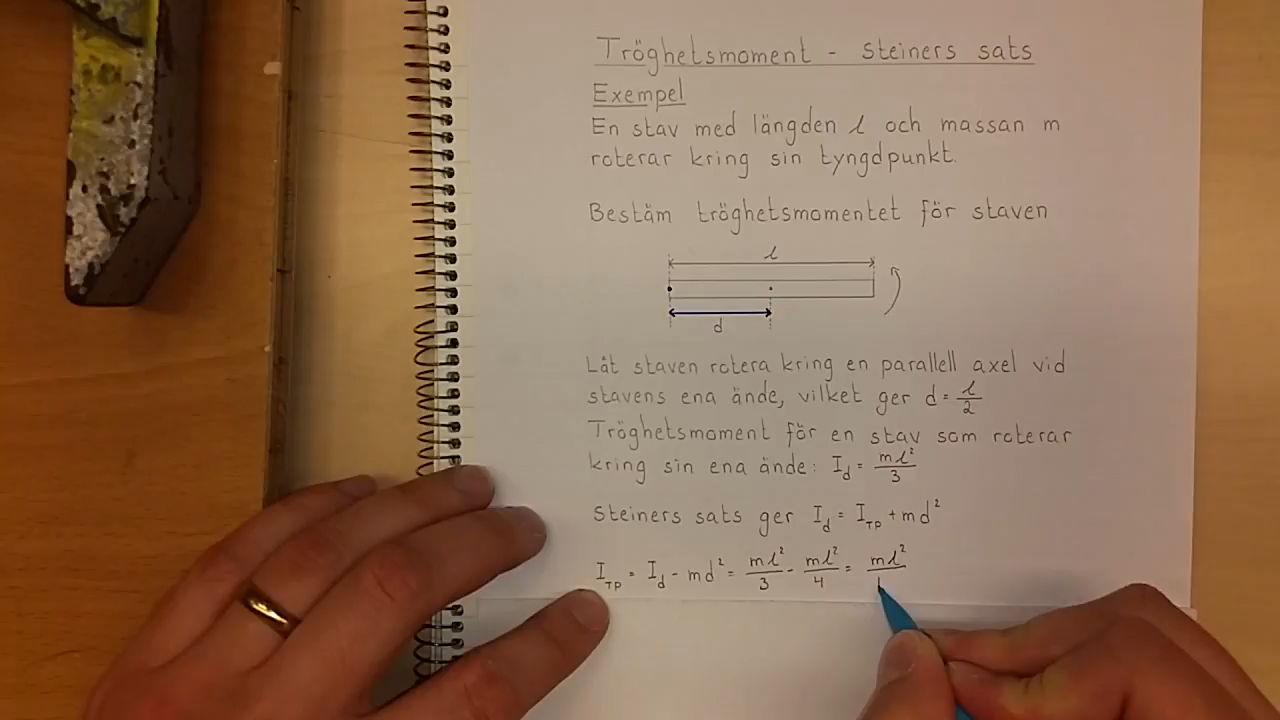 Tröghetsmoment - Steiners sats
Exempel
En stav med längden l och massan m
roterar kring sin tyngdpunkt.
Bestäm tröghetsmomentet för staven
l
d
Låt staven rotera kring en parallell axel vid
stavens ena ände, vilket ger d = l/2
Tröghetsmoment för en stav som roterar
kring sin ena ände: I_d = ml²/3
Steiners sats ger I_d = I_TP + md²
I_TP = I_d - md² = ml²/3 - ml²/4 = ml²/1